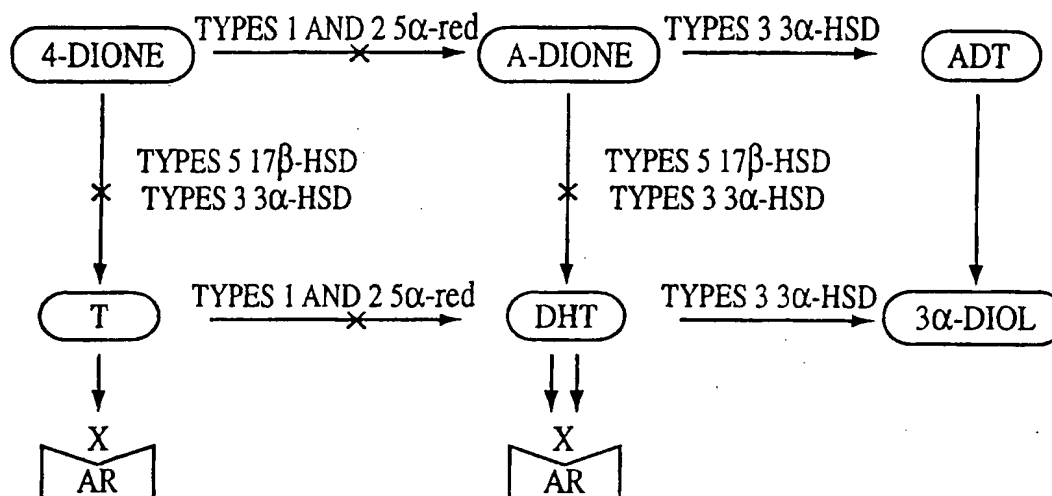 TYPES 1 AND 2 5α-red
TYPES 3 3α-HSD
4-DIONE
A-DIONE
ADT
TYPES 5 17β-HSD
TYPES 3 3α-HSD
TYPES 5 17β-HSD
TYPES 3 3α-HSD
TYPES 1 AND 2 5α-red
TYPES 3 3α-HSD
T
DHT
3α-DIOL
X
X
AR
AR